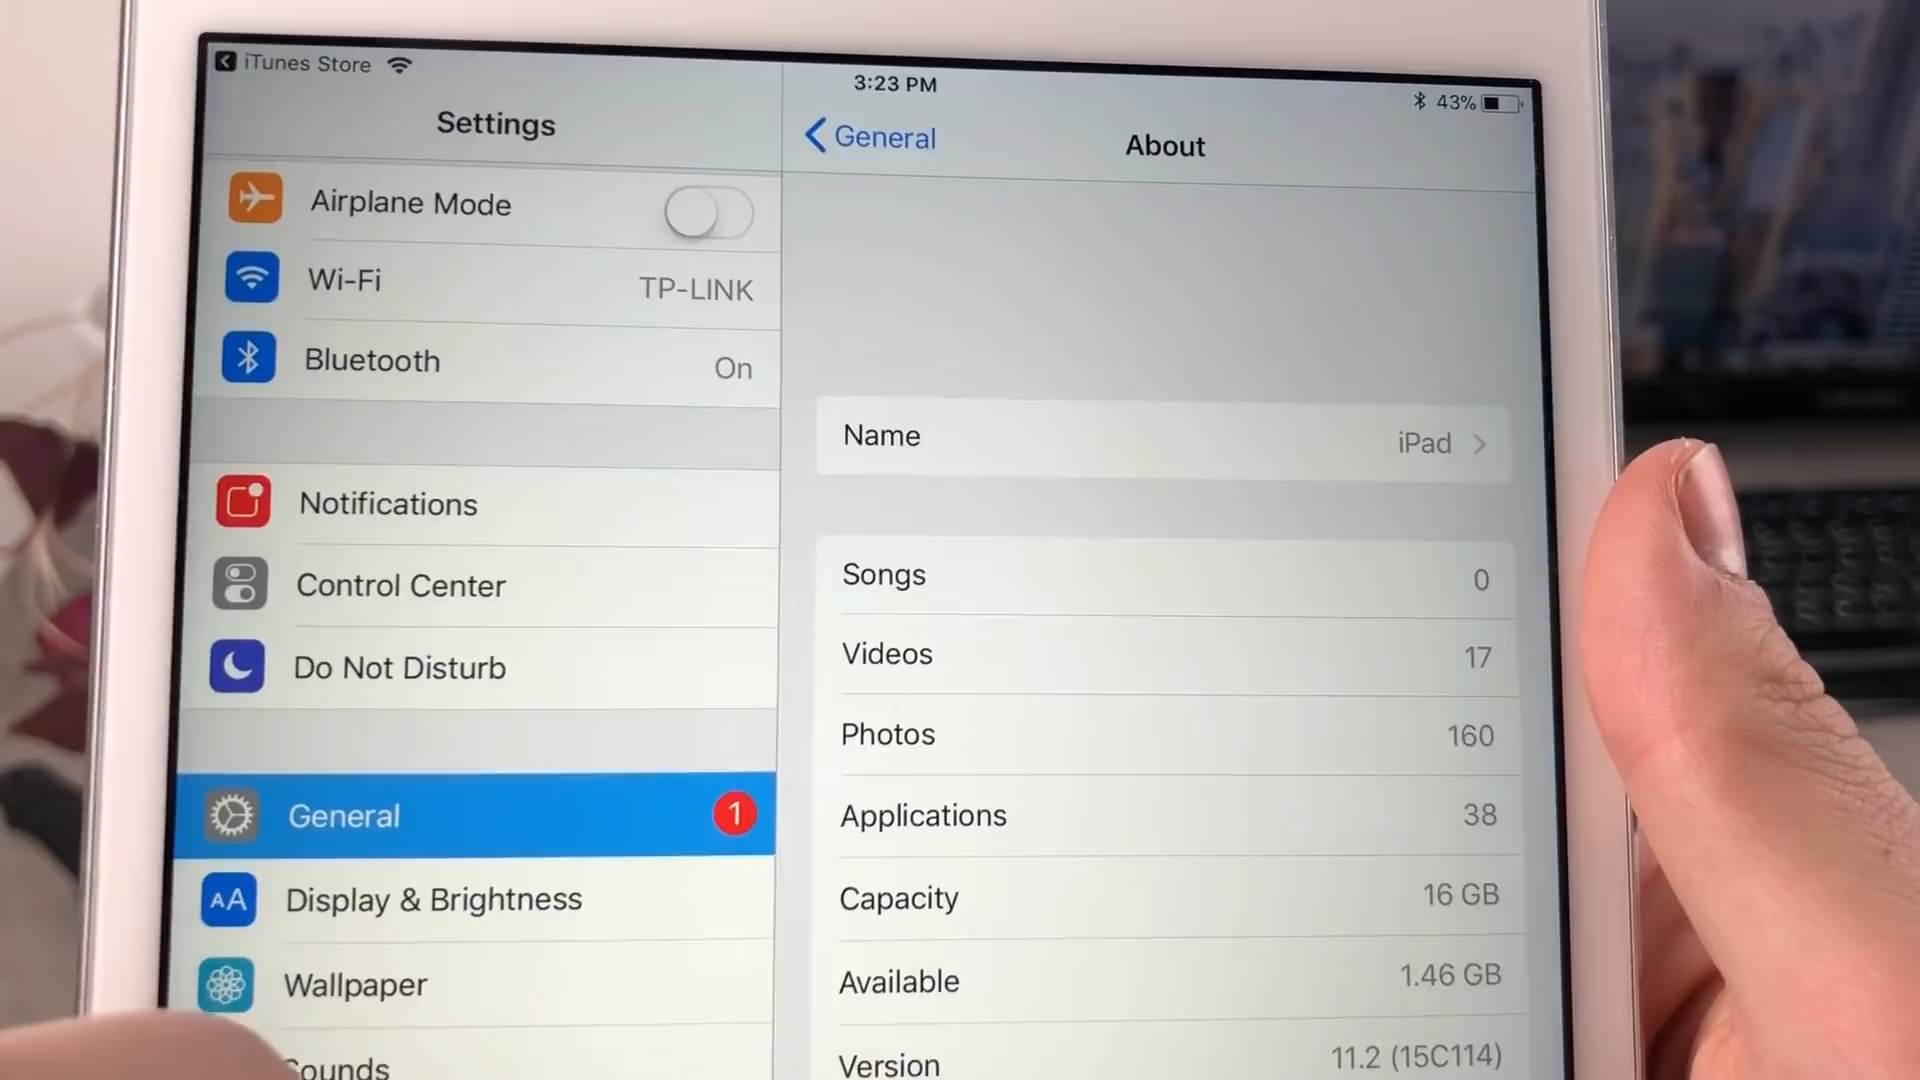 iTunes Store
3:23 PM
43%
Settings
General
About
Airplane Mode
Wi-Fi TP-LINK
Bluetooth On
Notifications
Control Center
Do Not Disturb
General 1
AA Display & Brightness
Wallpaper
Sounds
Name iPad
Songs 0
Videos 17
Photos 160
Applications 38
Capacity 16 GB
Available 1.46 GB
Version 11.2 (15C114)